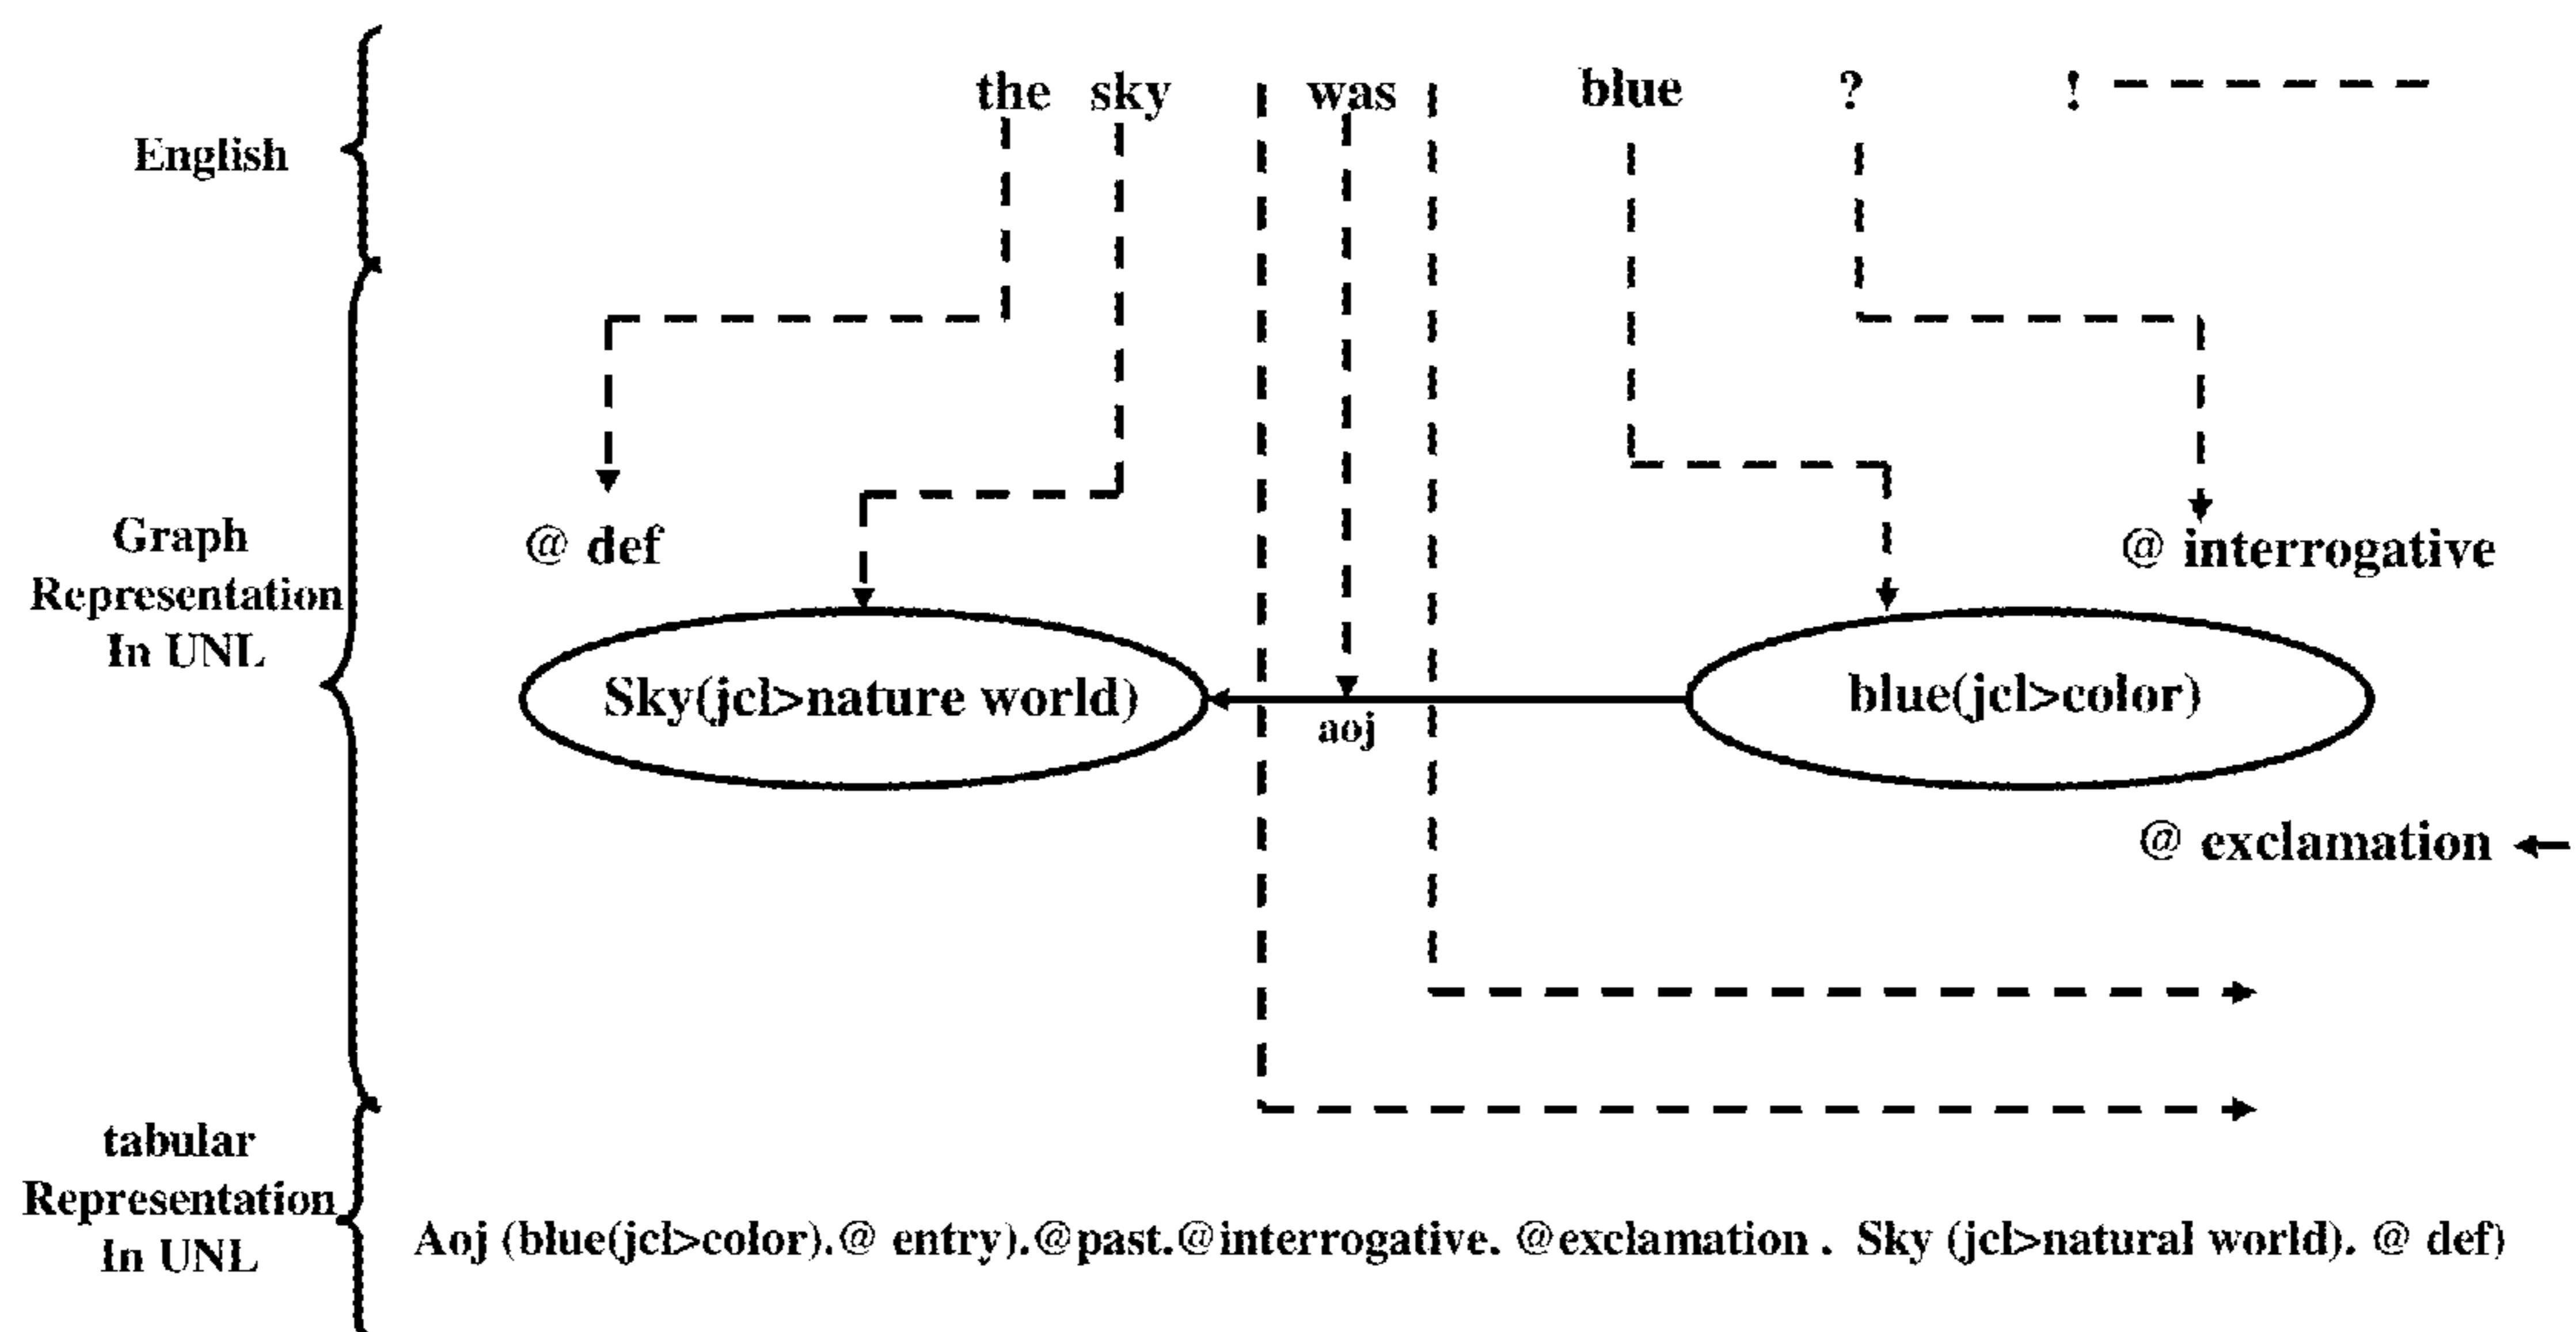 the sky was blue ? !
English
Graph
Representation
In UNL
@ def
@ interrogative
Sky(jcl>nature world)
aoj
blue(jcl>color)
@ exclamation
tabular
Representation
In UNL
Aoj (blue(jcl>color).@ entry).@past.@interrogative. @exclamation . Sky (jcl>natural world). @ def)